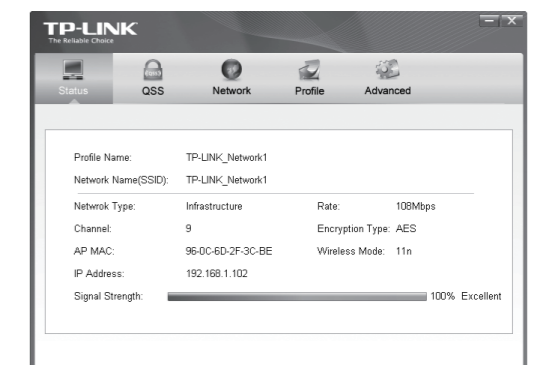 TP-LINK
The Reliable Choice
Status QSS Network Profile Advanced
Profile Name: TP-LINK_Network1
Network Name(SSID): TP-LINK_Network1
Netwrok Type: Infrastructure Rate: 108Mbps
Channel: 9 Encryption Type: AES
AP MAC: 96-0C-6D-2F-3C-BE Wireless Mode: 11n
IP Address: 192.168.1.102
Signal Strength: 100% Excellent